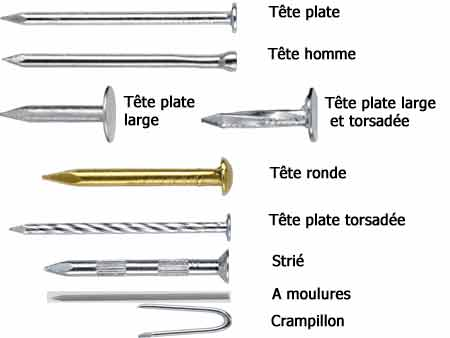 Tête plate
Tête homme
Tête plate
large
Tête plate large
et torsadée
Tête ronde
Tête plate torsadée
Strié
A moulures
Crampillon